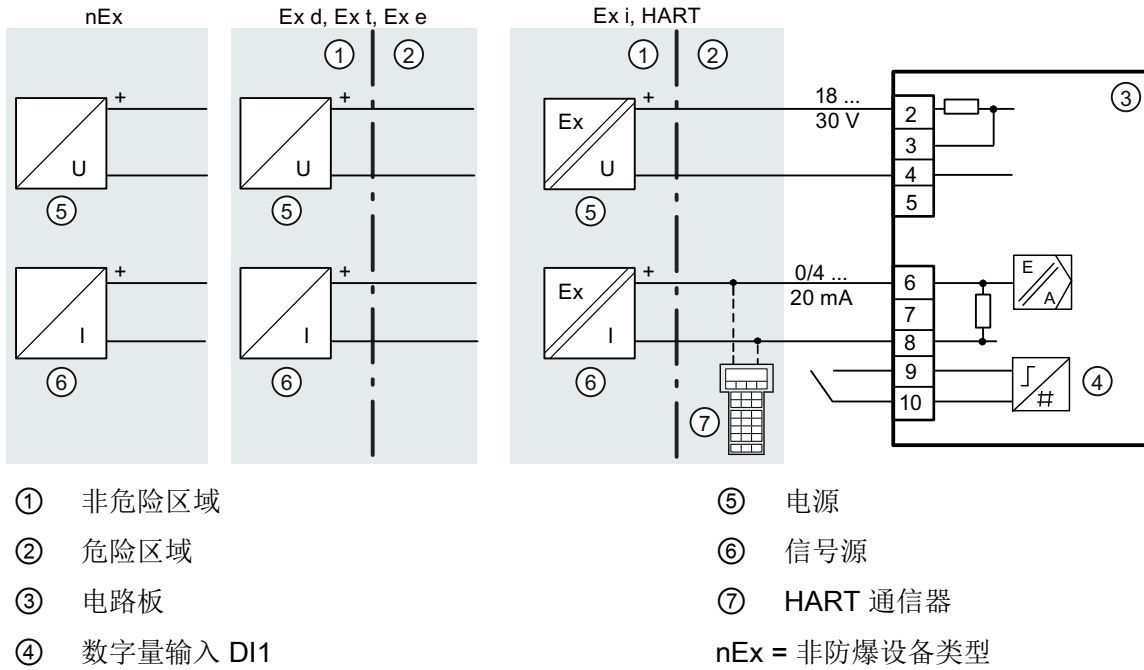 nEx
Ex d, Ex t, Ex e
Ex i, HART
① ②
① ②
③
+
U
⑤
+
U
⑤
+
Ex
U
⑤
18 ...
30 V
2
3
4
5
+
I
⑥
+
I
⑥
+
Ex
I
⑥
0/4 ...
20 mA
⑦
6
7
8
9
10
E
A
#
④
① 非危险区域
② 危险区域
③ 电路板
④ 数字量输入 DI1
⑤ 电源
⑥ 信号源
⑦ HART 通信器
nEx = 非防爆设备类型